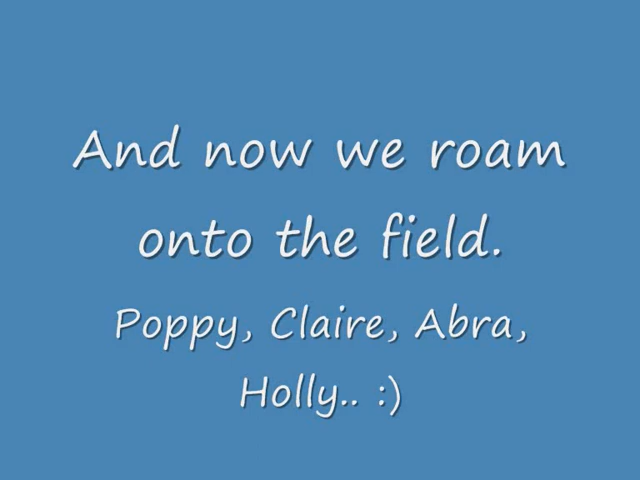 And now we roam
onto the field.
Poppy, Claire, Abra,
Holly.. :)